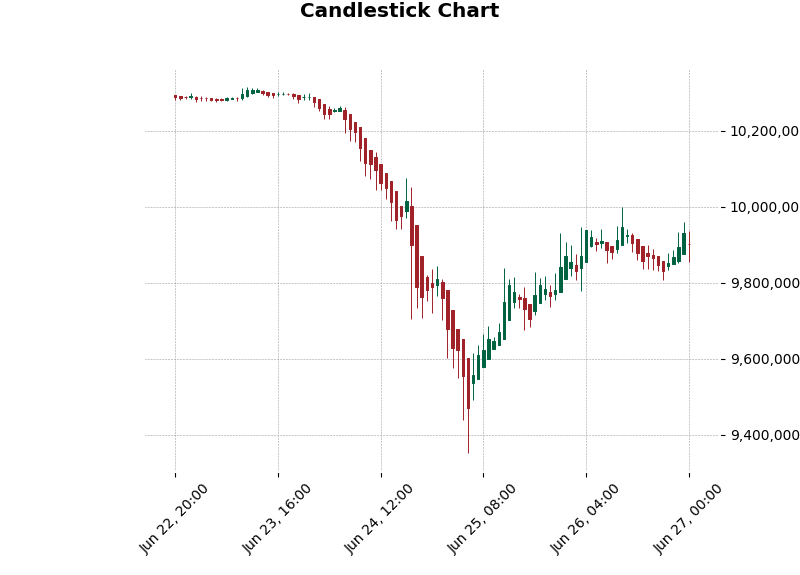 Candlestick Chart
10,200,00
10,000,00
9,800,000
9,600,000
9,400,000
Jun 22, 20:00
Jun 23, 16:00
Jun 24, 12:00
Jun 25, 08:00
Jun 26, 04:00
Jun 27, 00:00